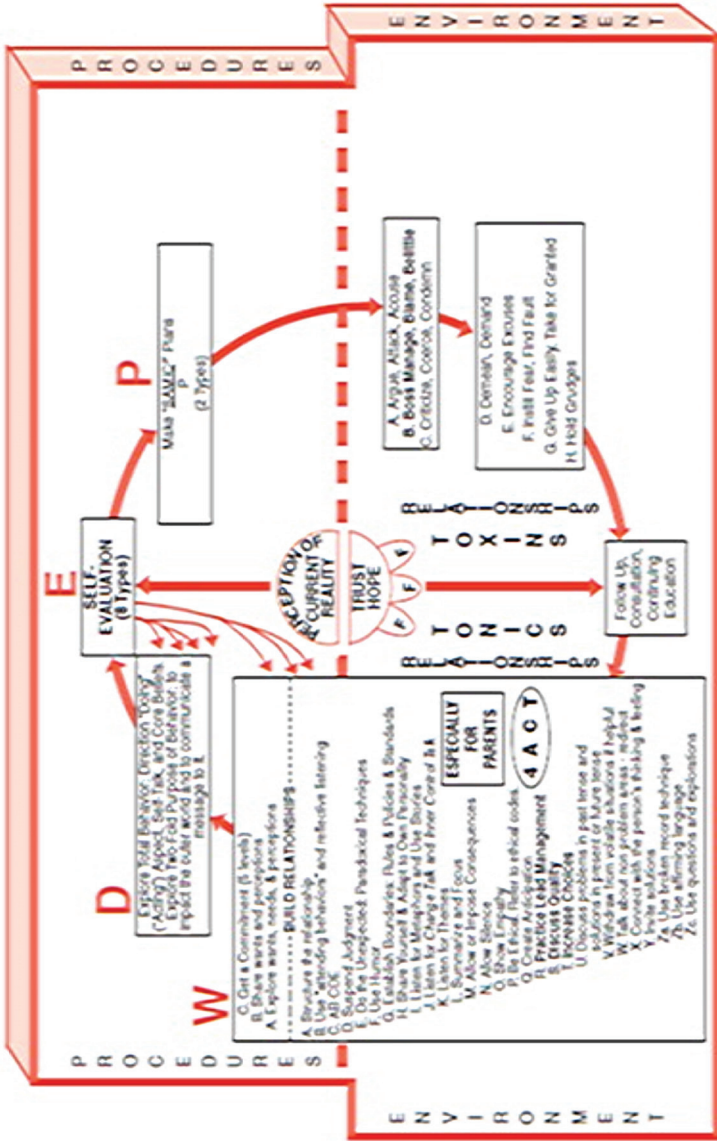 PROCEDURES
PROCEDURES
W
C. Get a Commitment (5 levels)
B. Share wants and perceptions
A. Explore wants, needs, & perceptions
BUILD RELATIONSHIPS
A. Structure the relationship
B. Use "attending behaviors" and reflective listening
C. AB-CDE
D. Suspend Judgment
E. Do the Unexpected: Paradoxical Techniques
F. Use Humor
G. Establish Boundaries: Rules & Policies & Standards
H. Share Yourself & Adapt to Own Personality
I. Listen for Metaphors and Use Stories
J. Listen for Change Talk and Inner Control Talk
K. Listen for Themes
L. Summarize and Focus
M. Allow or Impose Consequences
N. Allow Silence
O. Show Empathy
P. Be Ethical: Refer to ethical codes
Q. Create Anticipation
R. Practice Lead Management
S. Discuss Quality
T. Increase Choices
U. Discuss problems in past tense and
solutions in present or future tense
V. Withdraw from volatile situations if helpful
W. Talk about non problem areas - redirect
X. Connect with the person's thinking & feeling
Y. Invite solutions
Za. Use broken record technique
Zb. Use affirming language
Zc. Use questions and explorations
ESPECIALLY
FOR
PARENTS
4 A C T
D
Explore Total Behavior: Direction "Doing"
("Acting") Aspect, Self-Talk, and Core Beliefs
Explore Two-Fold Purpose of Behavior: to
impact the outer world and to communicate a
message to it.
E
SELF-
EVALUATION
(8 Types)
P
Make "SAMIC" Plans
P
(2 Types)
PERCEPTION OF
CURRENT
REALITY
TRUST
HOPE
F
F
F
F
RELATIONSHIPS
TONICS
TOXINS
RELATIONSHIPS
A. Argue, Attack, Accuse
B. Boss Manage, Blame, Belittle
C. Criticize, Coerce, Condemn
D. Demean, Demand
E. Encourage Excuses
F. Instill Fear, Find Fault
G. Give Up Easily, Take for Granted
H. Hold Grudges
Follow Up,
Consultation,
Continuing
Education
ENVIRONMENT
ENVIRONMENT